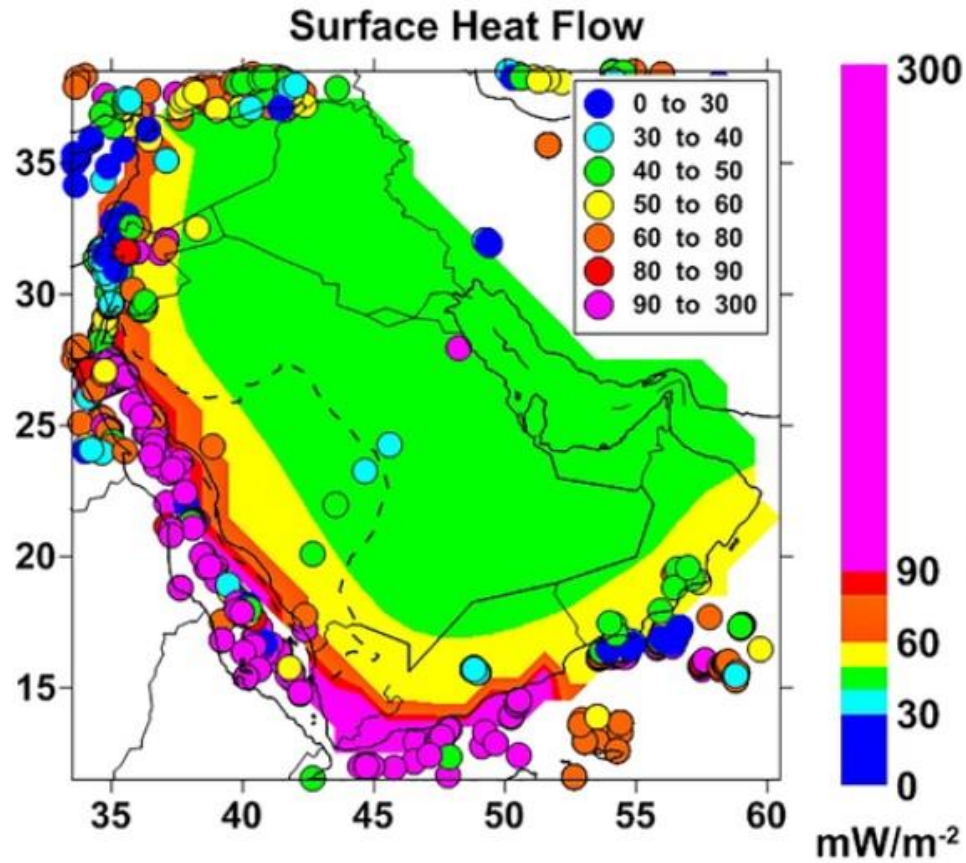 Surface Heat Flow
0 to 30
30 to 40
40 to 50
50 to 60
60 to 80
80 to 90
90 to 300
35
30
25
20
15
35 40 45 50 55 60
300
90
60
30
0
mW/m-²